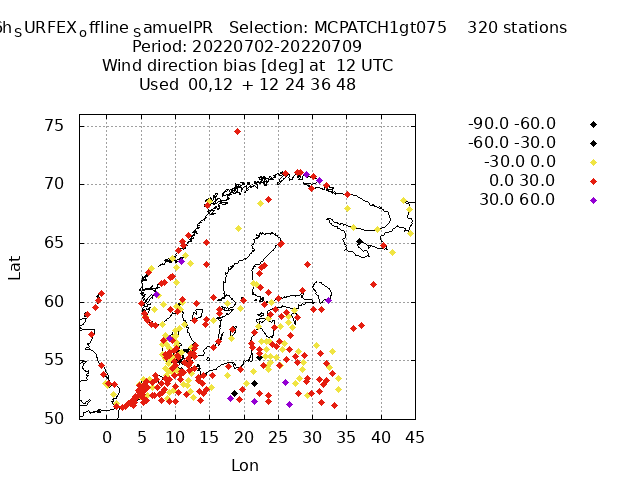 6h SURFEX offline SamuelPR Selection: MCPATCH1gt075 320 stations
Period: 20220702-20220709
Wind direction bias [deg] at 12 UTC
Used 00,12 + 12 24 36 48
75
70
65
60
55
50
Lat
0 5 10 15 20 25 30 35 40 45
Lon
-90.0 -60.0
-60.0 -30.0
-30.0 0.0
0.0 30.0
30.0 60.0